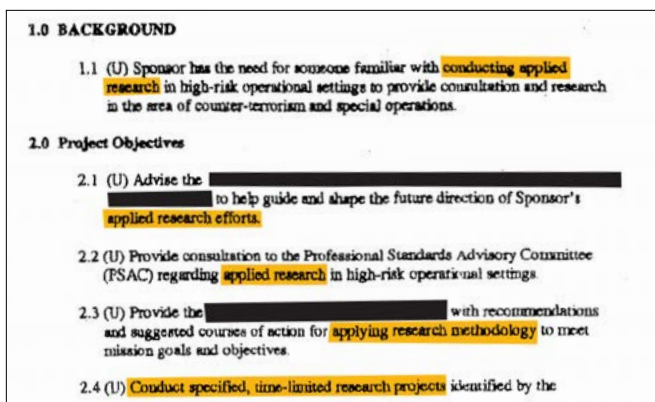 1.0 BACKGROUND
1.1 (U) Sponsor has the need for someone familiar with conducting applied
research in high-risk operational settings to provide consultation and research
in the area of counter-terrorism and special operations.
2.0 Project Objectives
2.1 (U) Advise the
to help guide and shape the future direction of Sponsor's
applied research efforts.
2.2 (U) Provide consultation to the Professional Standards Advisory Committee
(PSAC) regarding applied research in high-risk operational settings.
2.3 (U) Provide the with recommendations
and suggested courses of action for applying research methodology to meet
mission goals and objectives.
2.4 (U) Conduct specified, time-limited research projects identified by the